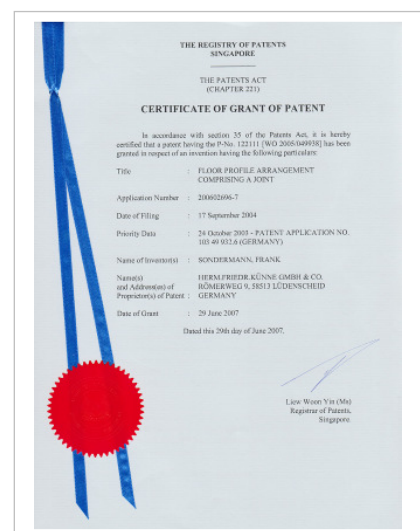 THE REGISTRY OF PATENTS
SINGAPORE
THE PATENTS ACT
(CHAPTER 221)
CERTIFICATE OF GRANT OF PATENT
In accordance with section 35 of the Patents Act, it is hereby
certified that a patent having the P-No. 122111 [WO 2005/049938] has been
granted in respect of an invention having the following particulars:
Title : FLOOR PROFILE ARRANGEMENT
COMPRISING A JOINT
Application Number : 200602696-7
Date of Filing : 17 September 2004
Priority Date : 24 October 2003 - PATENT APPLICATION NO.
103 49 932.6 (GERMANY)
Name of Inventor(s) : SONDERMANN, FRANK
Name(s) HERM.FRIEDR.KÜNNE GMBH & CO.
and Address(es) of RÖMERWEG 9, 58513 LÜDENSCHEID
Proprietor(s) of Patent : GERMANY
Date of Grant : 29 June 2007
Dated this 29th day of June 2007.
Liew Woon Yin (Ms)
Registrar of Patents,
Singapore.